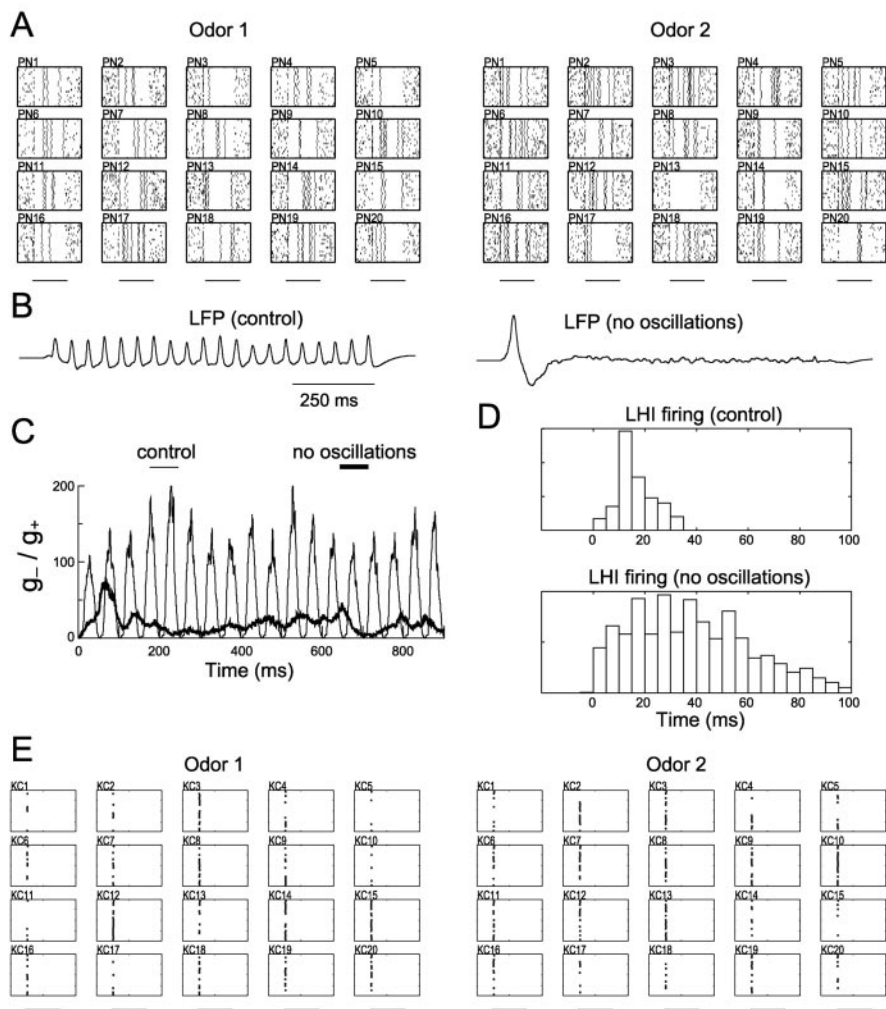 A
Odor 1
Odor 2
PN1 PN2 PN3 PN4 PN5
PN1 PN2 PN3 PN4 PN5
PN6 PN7 PN8 PN9 PN10
PN6 PN7 PN8 PN9 PN10
PN11 PN12 PN13 PN14 PN15
PN11 PN12 PN13 PN14 PN15
PN16 PN17 PN18 PN19 PN20
PN16 PN17 PN18 PN19 PN20
B
LFP (control)
LFP (no oscillations)
250 ms
C
control
no oscillations
200
100
0
g_ / g+
0 200 400 600 800
Time (ms)
D
LHI firing (control)
0 20 40 60 80 100
LHI firing (no oscillations)
0 20 40 60 80 100
Time (ms)
E
Odor 1
Odor 2
KC1 KC2 KC3 KC4 KC5
KC1 KC2 KC3 KC4 KC5
KC6 KC7 KC8 KC9 KC10
KC6 KC7 KC8 KC9 KC10
KC11 KC12 KC13 KC14 KC15
KC11 KC12 KC13 KC14 KC15
KC16 KC17 KC18 KC19 KC20
KC16 KC17 KC18 KC19 KC20